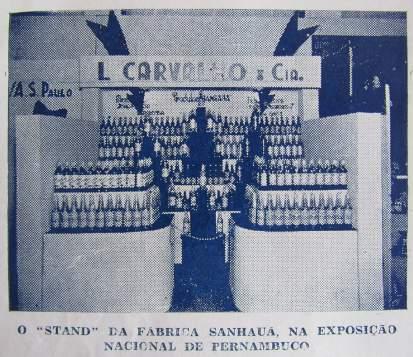 L CARVALHO & CIA.
/A. S. PAULO
O "STAND" DA FÁBRICA SANHAUÁ, NA EXPOSIÇÃO
NACIONAL DE PERNAMBUCO